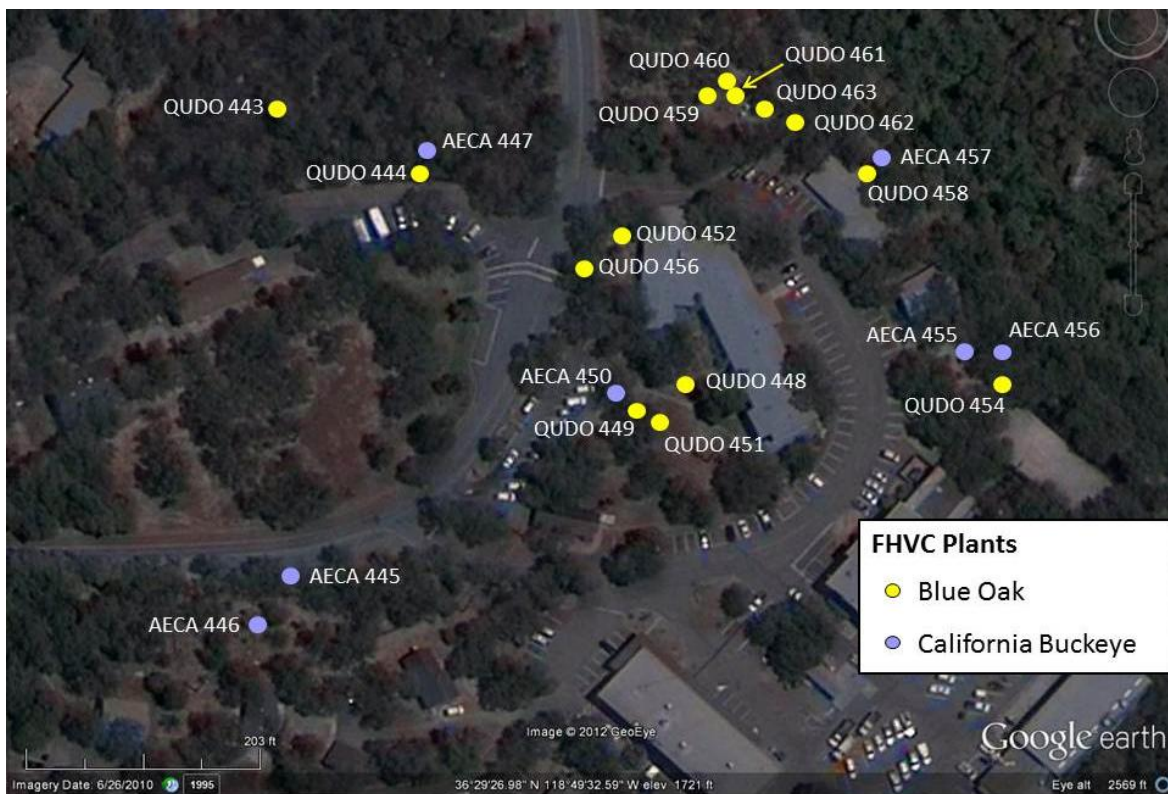 QUDO 460
QUDO 461
QUDO 443
QUDO 459
QUDO 463
QUDO 462
AECA 447
AECA 457
QUDO 444
QUDO 458
QUDO 452
QUDO 456
AECA 455
AECA 456
AECA 450
QUDO 448
QUDO 454
QUDO 449
QUDO 451
FHVC Plants
Blue Oak
California Buckeye
AECA 445
AECA 446
203 ft
Image © 2012 GeoEye
Google earth
Imagery Date: 6/26/2010 1995 36°29'26.98" N 118°49'32.59" W elev 1721 ft Eye alt 2569 ft